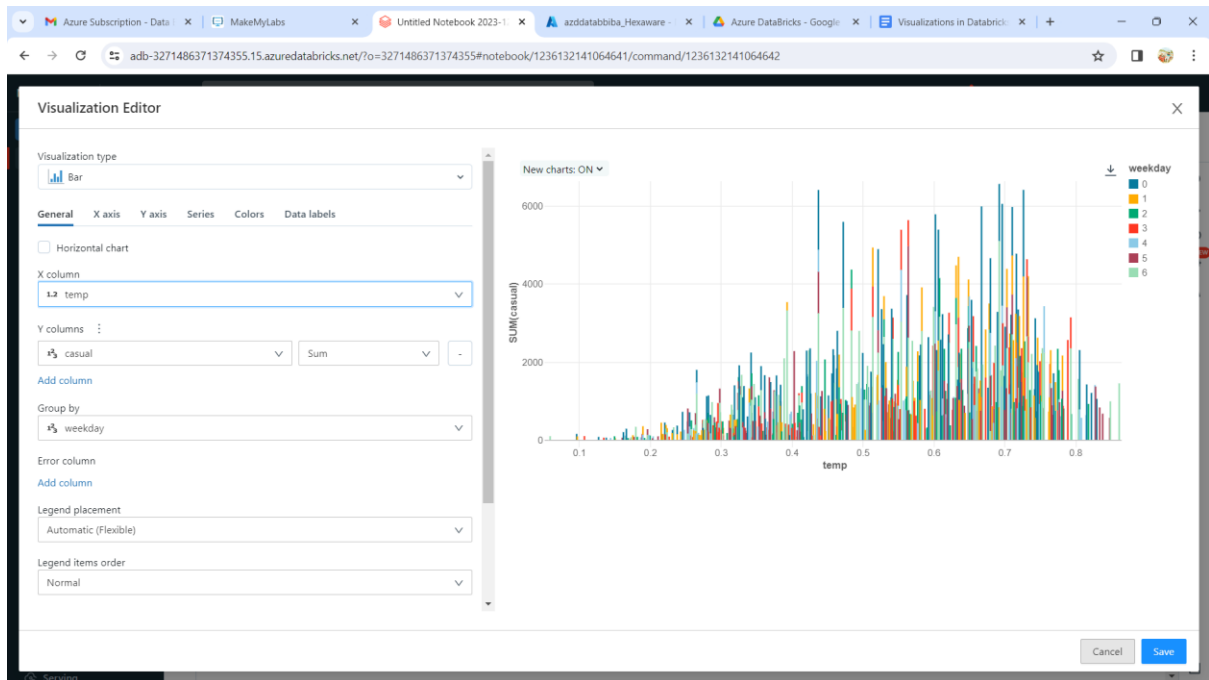 Azure Subscription - Data
MakeMyLabs
Untitled Notebook 2023-1
azddatabbiba_Hexaware -
Azure DataBricks - Google
Visualizations in Databrick
adb-3271486371374355.15.azuredatabricks.net/?o=3271486371374355#notebook/1236132141064641/command/1236132141064642
Visualization Editor
Visualization type
Bar
General X axis Y axis Series Colors Data labels
Horizontal chart
X column
1.2 temp
Y columns
1²₃ casual Sum -
Add column
Group by
1²₃ weekday
Error column
Add column
Legend placement
Automatic (Flexible)
Legend items order
Normal
New charts: ON
weekday
0
1
2
3
4
5
6
6000
4000
2000
0
SUM(casual)
0.1 0.2 0.3 0.4 0.5 0.6 0.7 0.8
temp
Cancel Save
Serving